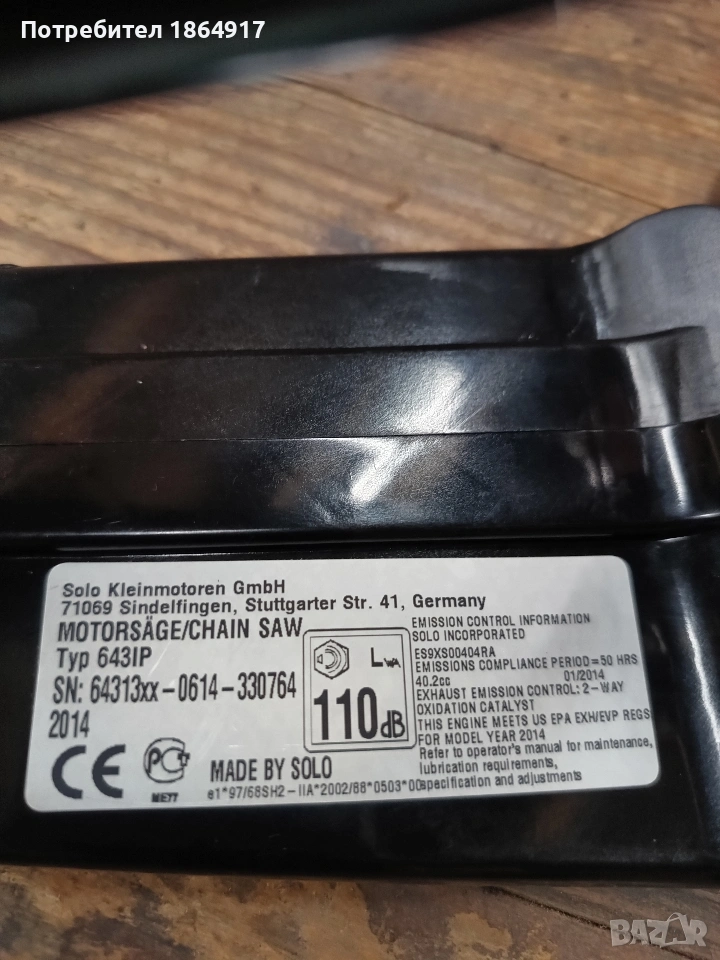 Потребител 1864917
Solo Kleinmotoren GmbH
71069 Sindelfingen, Stuttgarter Str. 41, Germany
MOTORSÄGE/CHAIN SAW
Typ 643IP
SN: 64313xx-0614-330764
2014
CE
LWA
110dB
PCT
ME77
MADE BY SOLO
e1*97/68SH2-IIA*2002/88*0503*00
EMISSION CONTROL INFORMATION
SOLO INCORPORATED
ES9XS00404RA
EMISSIONS COMPLIANCE PERIOD=50 HRS
40.2cc 01/2014
EXHAUST EMISSION CONTROL: 2-WAY
OXIDATION CATALYST
THIS ENGINE MEETS US EPA EXH/EVP REGS
FOR MODEL YEAR 2014
Refer to operator's manual for maintenance,
lubrication requirements,
specification and adjustments
BAZAR